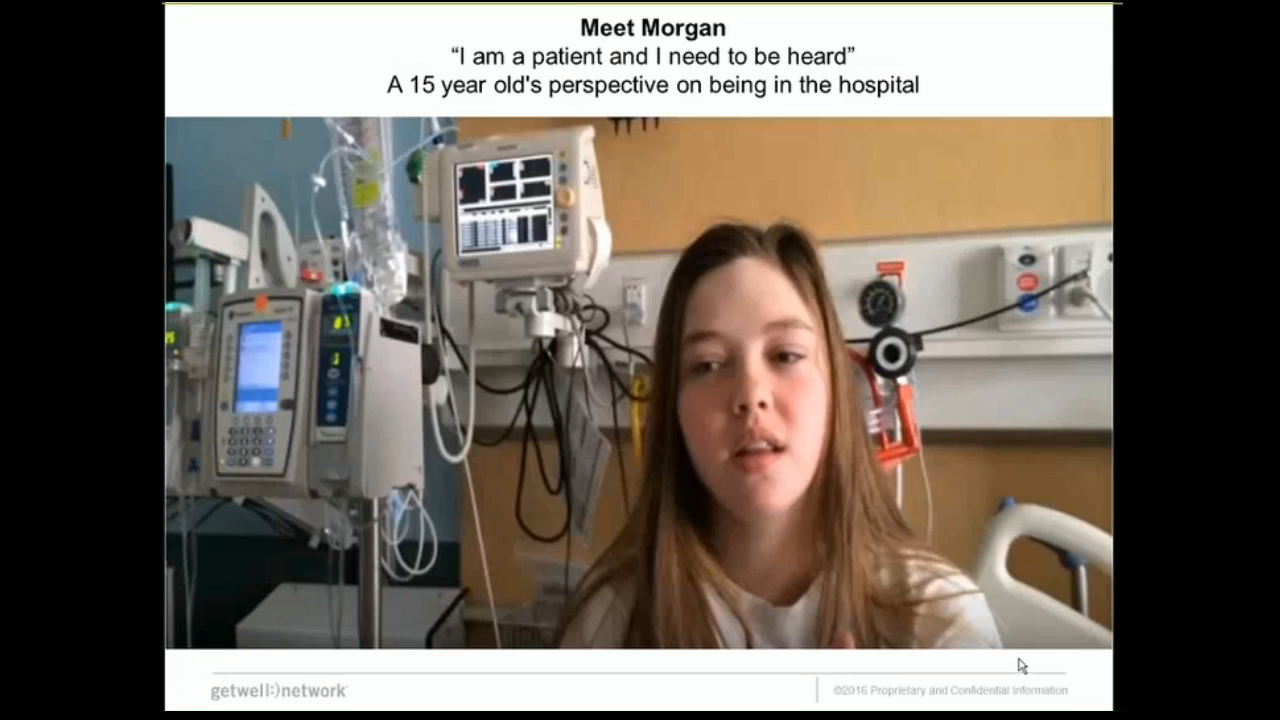 Meet Morgan
“I am a patient and I need to be heard”
A 15 year old's perspective on being in the hospital
getwell:)network
©2016 Proprietary and Confidential Information